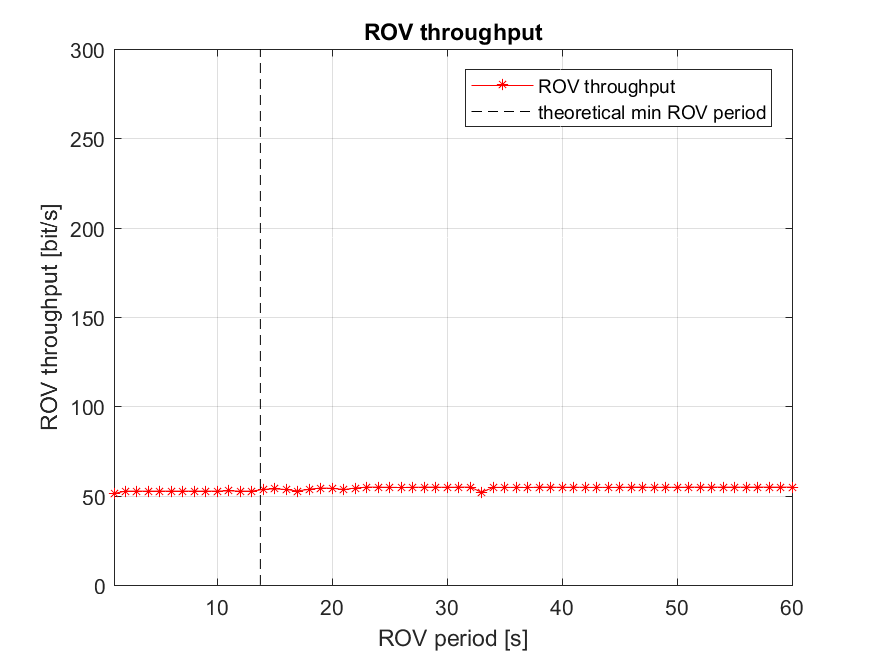 ROV throughput
300
250
200
150
100
50
0
ROV throughput [bit/s]
ROV throughput
theoretical min ROV period
10
20
30
40
50
60
ROV period [s]